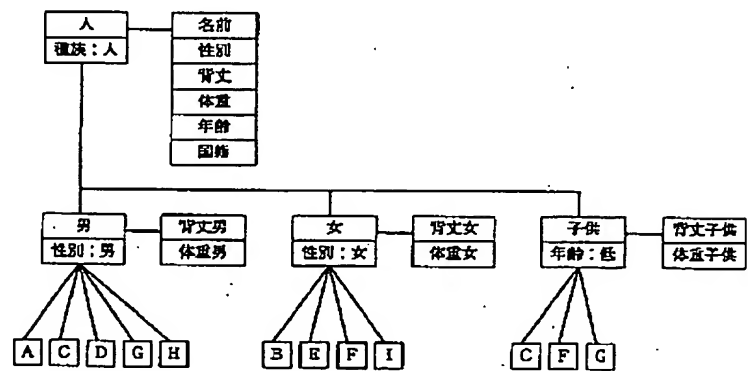 人
種族：人
名前
性別
背丈
体重
年齢
国籍
男
性別：男
背丈男
体重男
女
性別：女
背丈女
体重女
子供
年齢：低
背丈子供
体重子供
A C D G H
B E F I
C F G